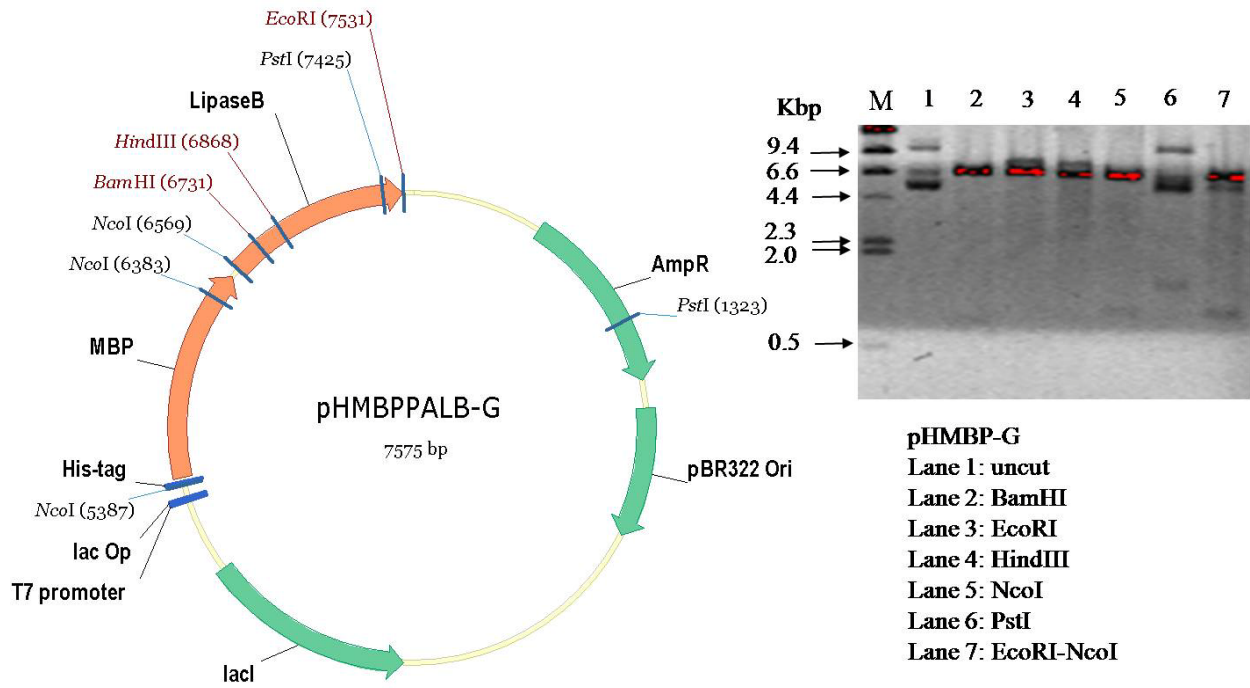 EcoRI (7531)
PstI (7425)
LipaseB
HindIII (6868)
BamHI (6731)
NcoI (6569)
NcoI (6383)
MBP
His-tag
NcoI (5387)
lac Op
T7 promoter
lacI
AmpR
PstI (1323)
pBR322 Ori
pHMBPPALB-G
7575 bp
Kbp M 1 2 3 4 5 6 7
9.4
6.6
4.4
2.3
2.0
0.5
pHMBP-G
Lane 1: uncut
Lane 2: BamHI
Lane 3: EcoRI
Lane 4: HindIII
Lane 5: NcoI
Lane 6: PstI
Lane 7: EcoRI-NcoI